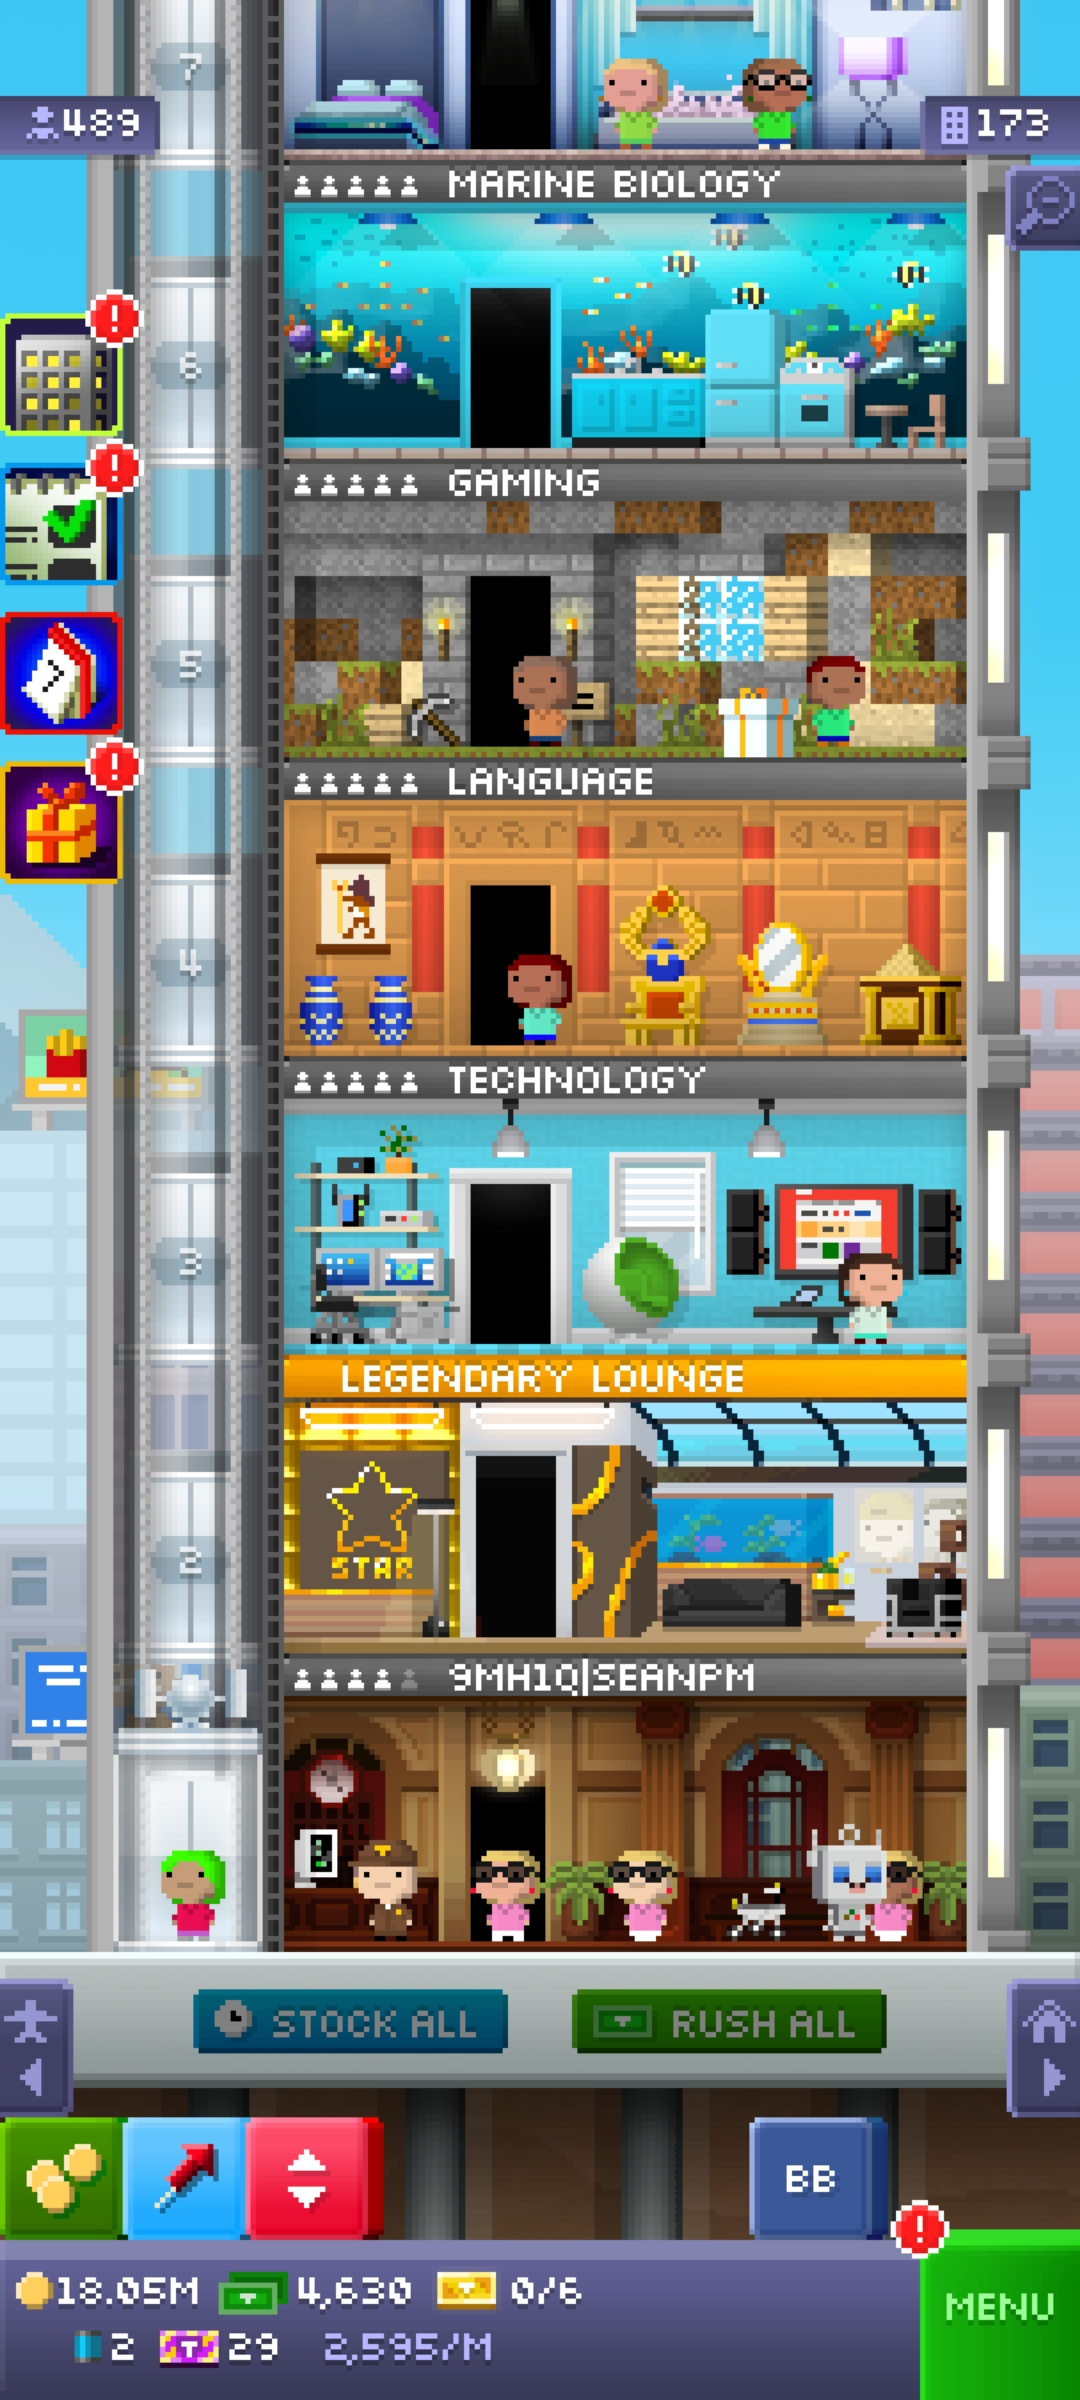 7
489
173
MARINE BIOLOGY
6
GAMING
5
LANGUAGE
4
TECHNOLOGY
3
LEGENDARY LOUNGE
STAR
2
9MH1Q|SEANPM
STOCK ALL
RUSH ALL
BB
18.05M 4,630 0/6
MENU
2 29 2,595/M